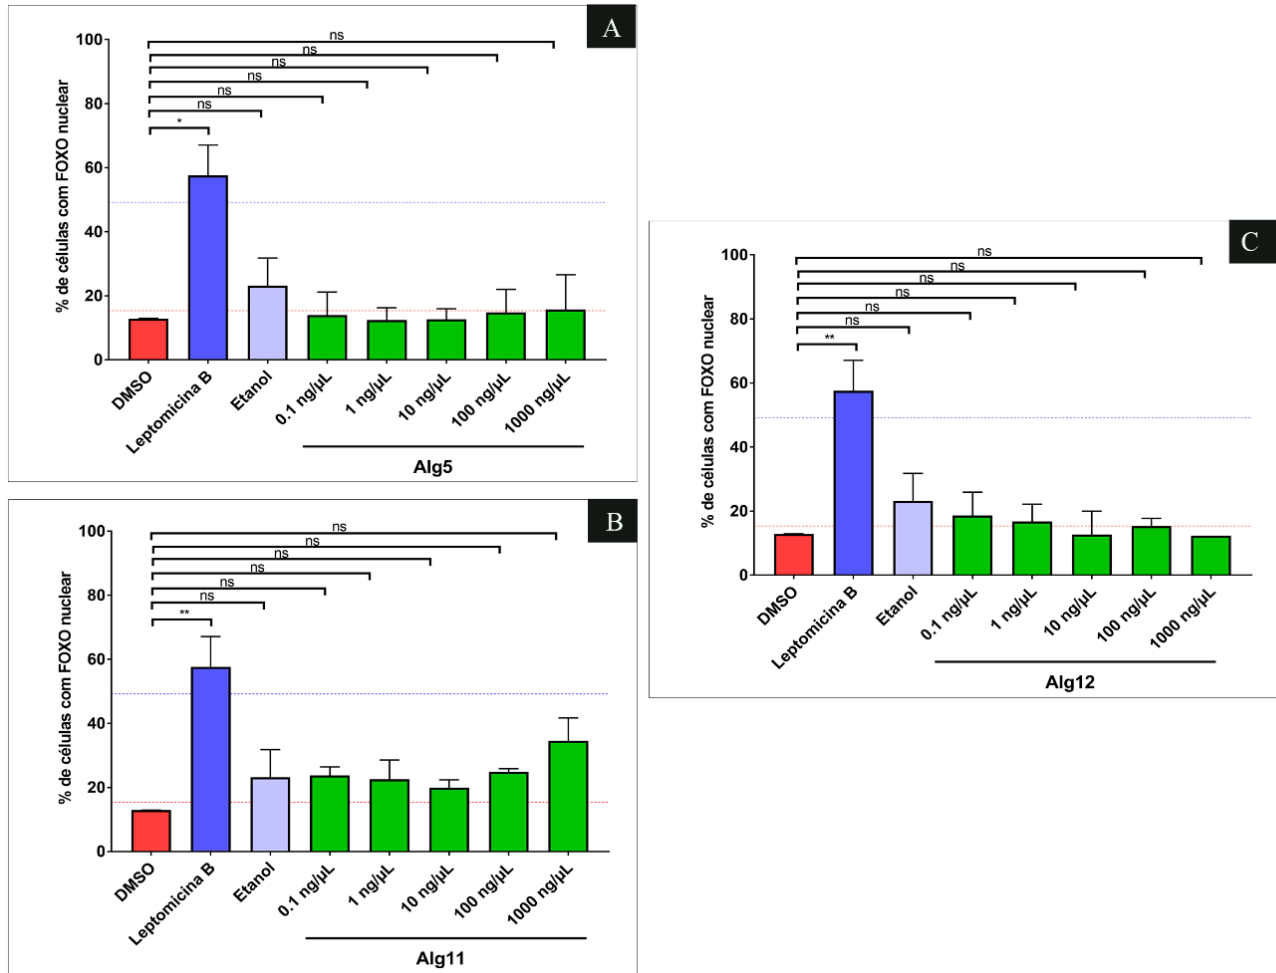 A
% de células com FOXO nuclear
100
80
60
40
20
0
ns
ns
ns
ns
ns
ns
*
DMSO
Leptomicina B
Etanol
0.1 ng/µL
1 ng/µL
10 ng/µL
100 ng/µL
1000 ng/µL
Alg5
B
% de células com FOXO nuclear
100
80
60
40
20
0
ns
ns
ns
ns
ns
ns
**
DMSO
Leptomicina B
Etanol
0.1 ng/µL
1 ng/µL
10 ng/µL
100 ng/µL
1000 ng/µL
Alg11
C
% de células com FOXO nuclear
100
80
60
40
20
0
ns
ns
ns
ns
ns
ns
**
DMSO
Leptomicina B
Etanol
0.1 ng/µL
1 ng/µL
10 ng/µL
100 ng/µL
1000 ng/µL
Alg12